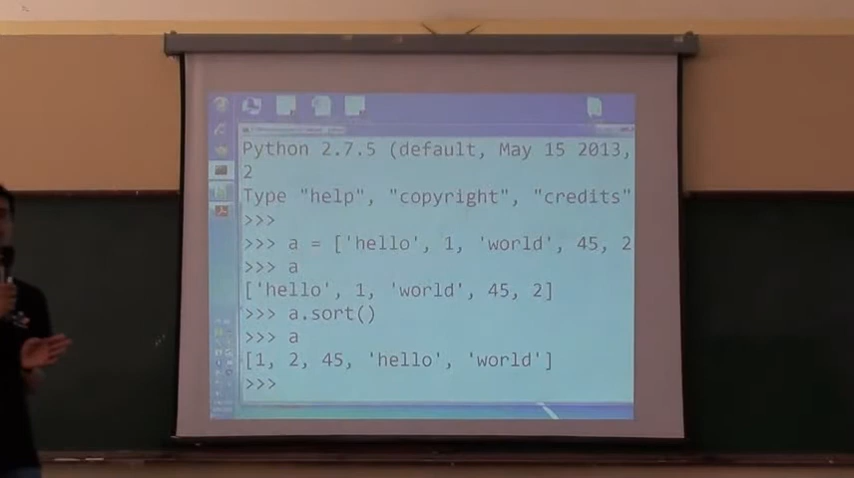 Python 2.7.5 (default, May 15 2013,
2
Type "help", "copyright", "credits"
>>>
>>> a = ['hello', 1, 'world', 45, 2
>>> a
['hello', 1, 'world', 45, 2]
>>> a.sort()
>>> a
[1, 2, 45, 'hello', 'world']
>>>